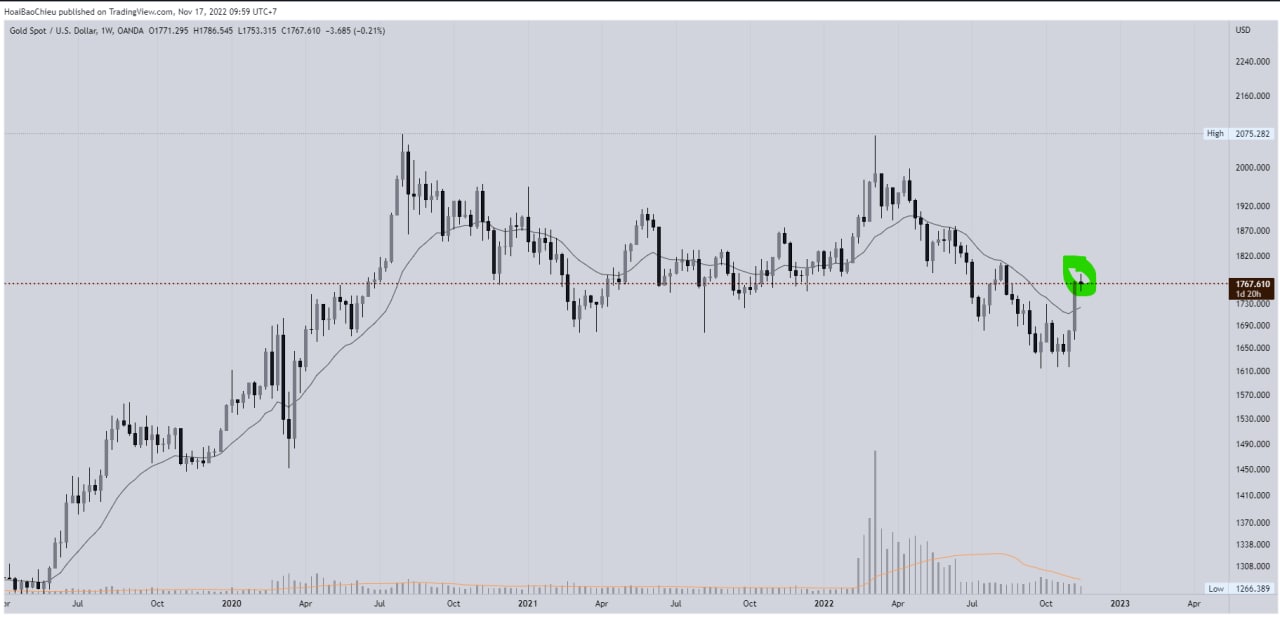 HoaiBaoChieu published on TradingView.com, Nov 17, 2022 09:59 UTC+7
Gold Spot / U.S. Dollar, 1W, OANDA O1771.295 H1786.545 L1753.315 C1767.610 −3.685 (−0.21%)
USD
2240.000
2160.000
High 2075.282
2000.000
1920.000
1870.000
1820.000
1767.610
1d 20h
1730.000
1690.000
1650.000
1610.000
1570.000
1530.000
1490.000
1450.000
1410.000
1370.000
1338.000
1308.000
Low 1266.389
Jul Oct 2020 Apr Jul Oct 2021 Apr Jul Oct 2022 Apr Jul Oct 2023 Apr